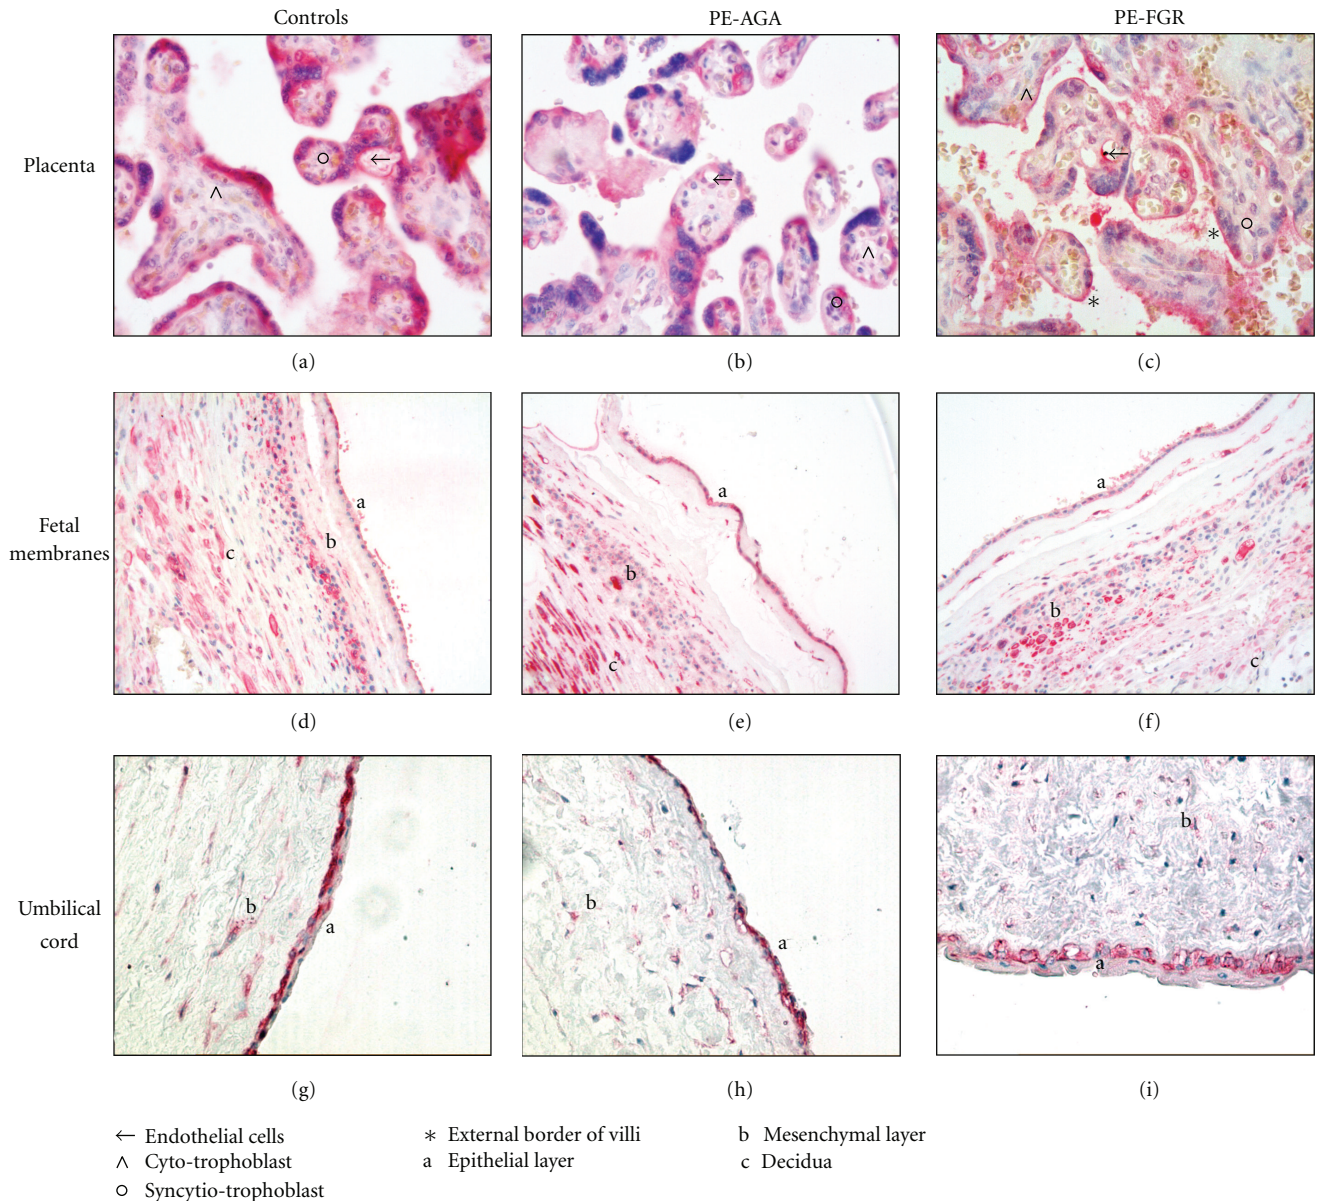 Controls PE-AGA PE-FGR
Placenta
∧ ○ ← ← ∧ ○ ∧ ← ○ * *
(a) (b) (c)
Fetal
membranes
a b c a b c a b c
(d) (e) (f)
Umbilical
cord
b a b a b a
(g) (h) (i)
← Endothelial cells * External border of villi b Mesenchymal layer
∧ Cyto-trophoblast a Epithelial layer c Decidua
○ Syncytio-trophoblast